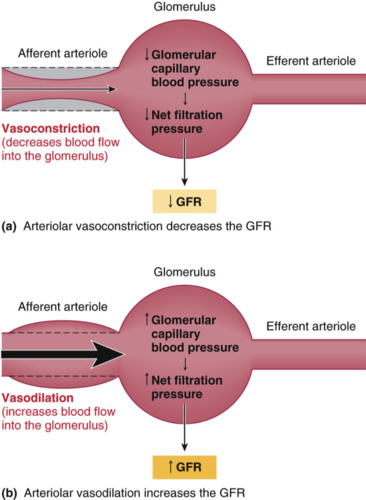 Glomerulus
Afferent arteriole
Efferent arteriole
↓ Glomerular
capillary
blood pressure
↓
↓ Net filtration
pressure
Vasoconstriction
(decreases blood flow
into the glomerulus)
↓ GFR
(a) Arteriolar vasoconstriction decreases the GFR
Glomerulus
Afferent arteriole
Efferent arteriole
↑ Glomerular
capillary
blood pressure
↓
↑ Net filtration
pressure
Vasodilation
(increases blood flow
into the glomerulus)
↑ GFR
(b) Arteriolar vasodilation increases the GFR